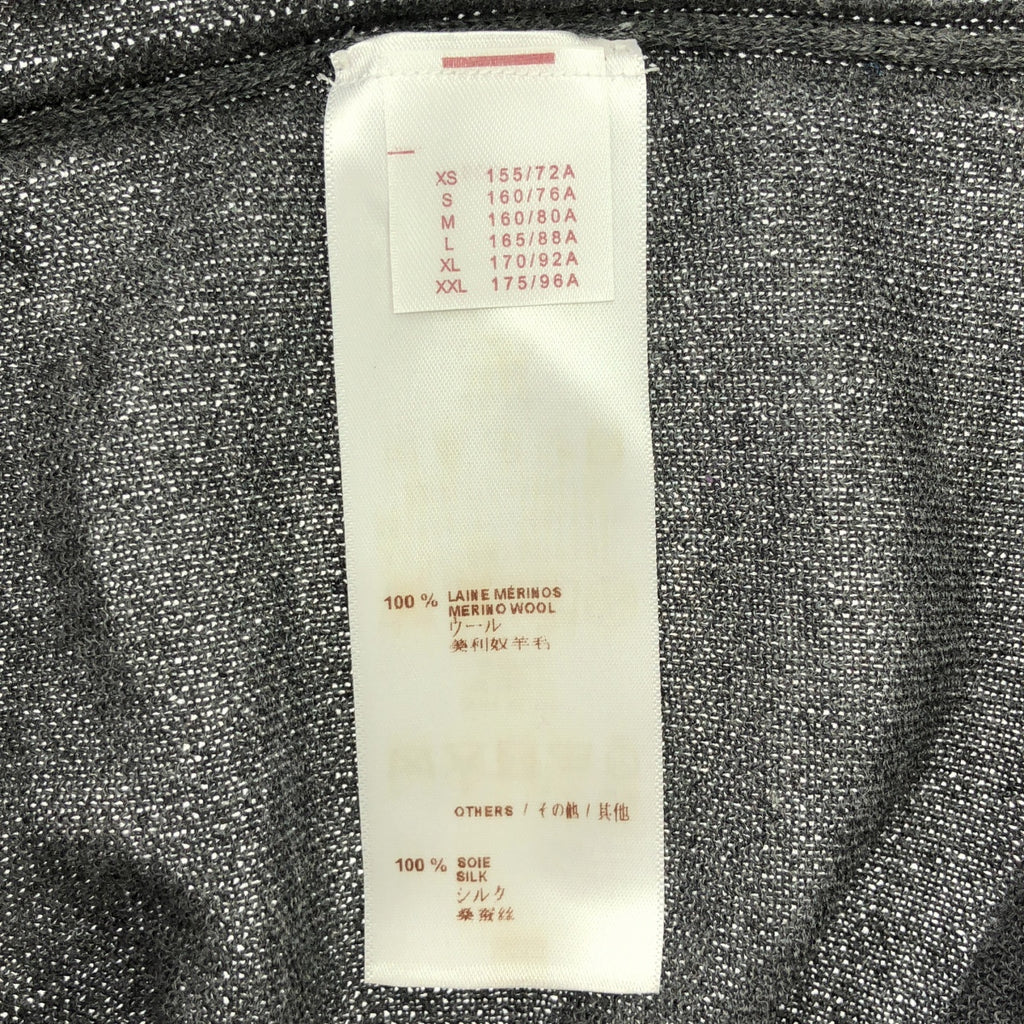 XS 155/72A
S 160/76A
M 160/80A
L 165/88A
XL 170/92A
XXL 175/96A
100 % LAINE MÉRINOS
MERINO WOOL
ウール
美利奴羊毛
OTHERS / その他 / 其他
100 % SOIE
SILK
シルク
桑蚕丝